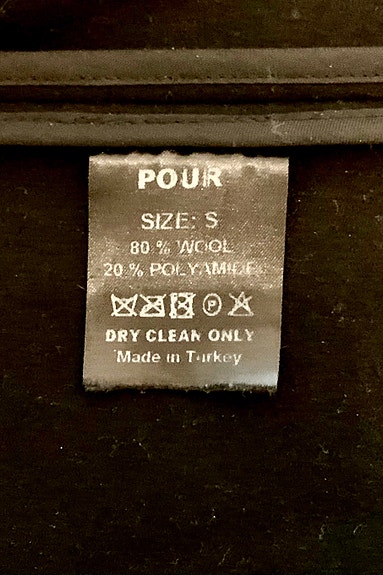 POUR
SIZE: S
80 % WOOL
20 % POLYAMIDE
P
DRY CLEAN ONLY
Made in Turkey